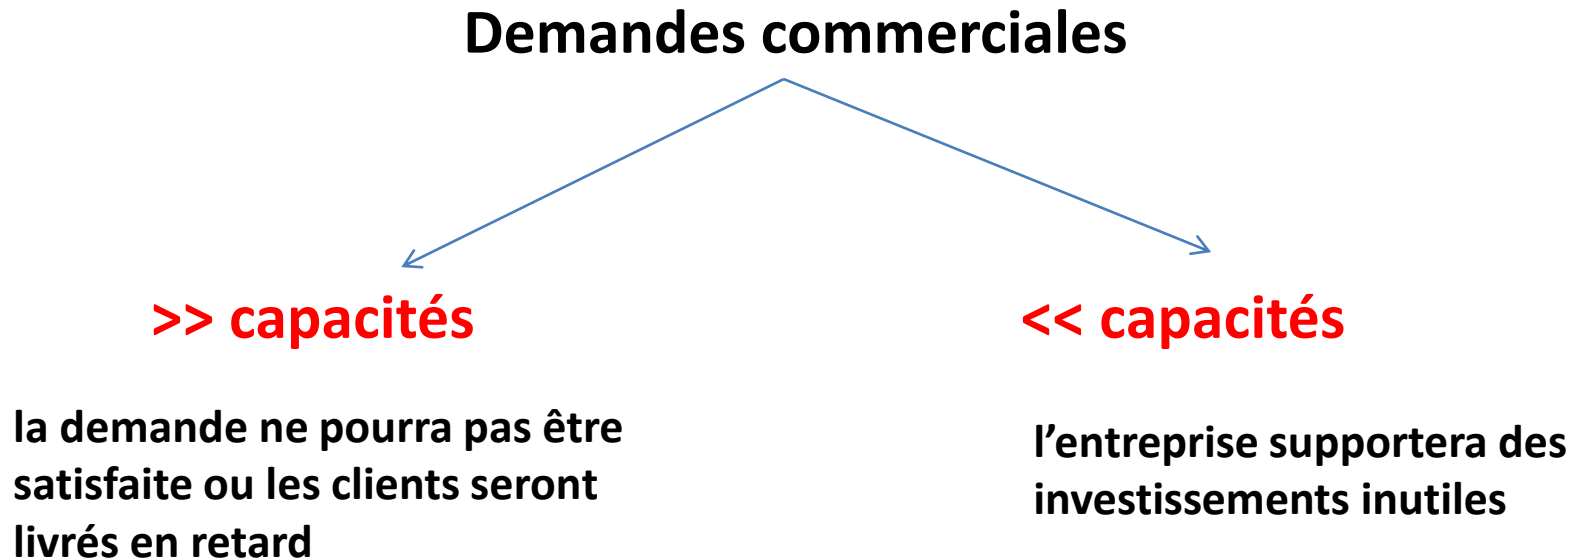 Demandes commerciales
>> capacités
<< capacités
la demande ne pourra pas être
satisfaite ou les clients seront
livrés en retard
l’entreprise supportera des
investissements inutiles